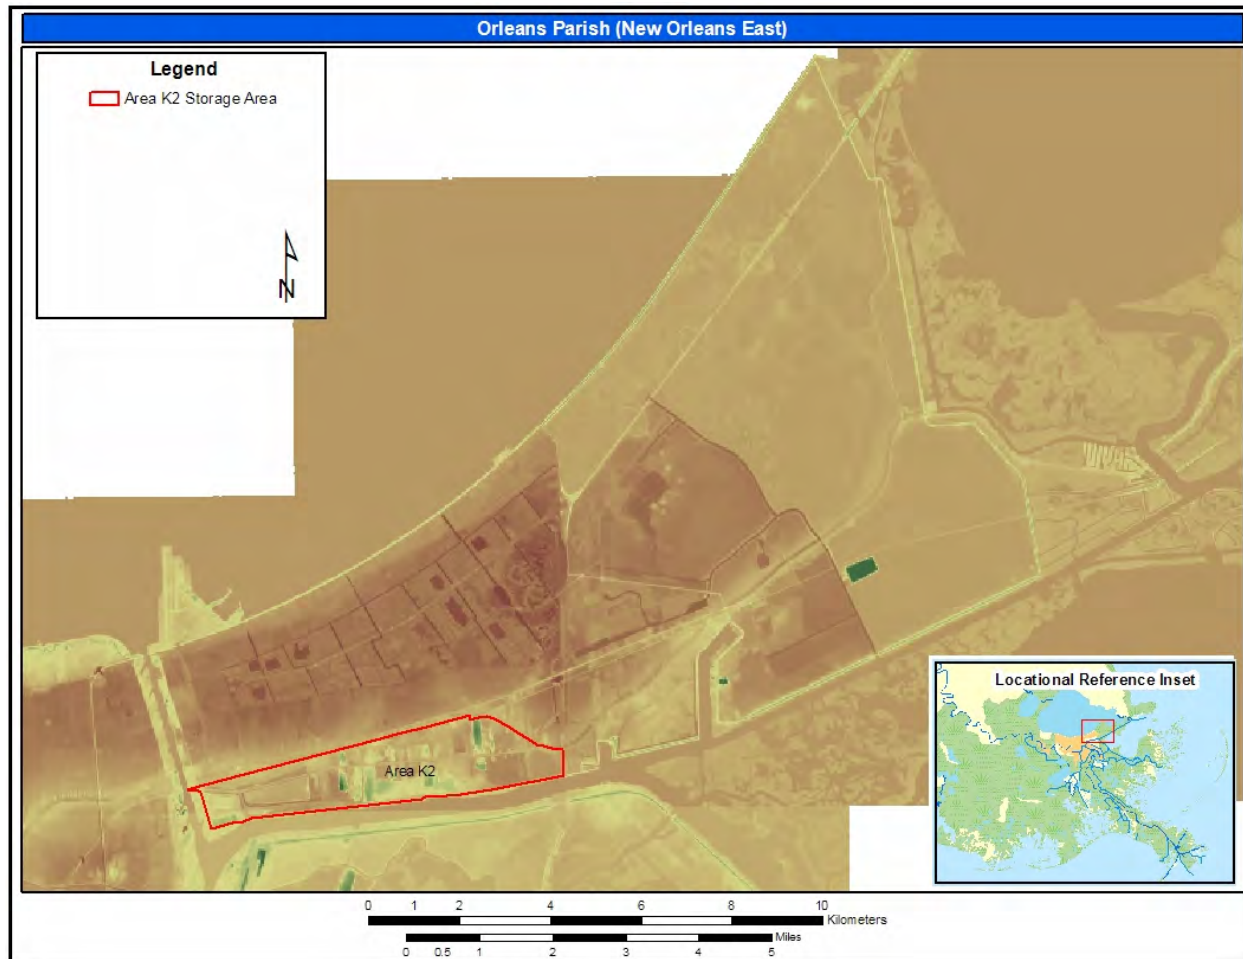 Orleans Parish (New Orleans East)
Legend
Area K2 Storage Area
N
Area K2
Locational Reference Inset
0 1 2 4 6 8 10
Kilometers
Miles
0 0.5 1 2 3 4 5